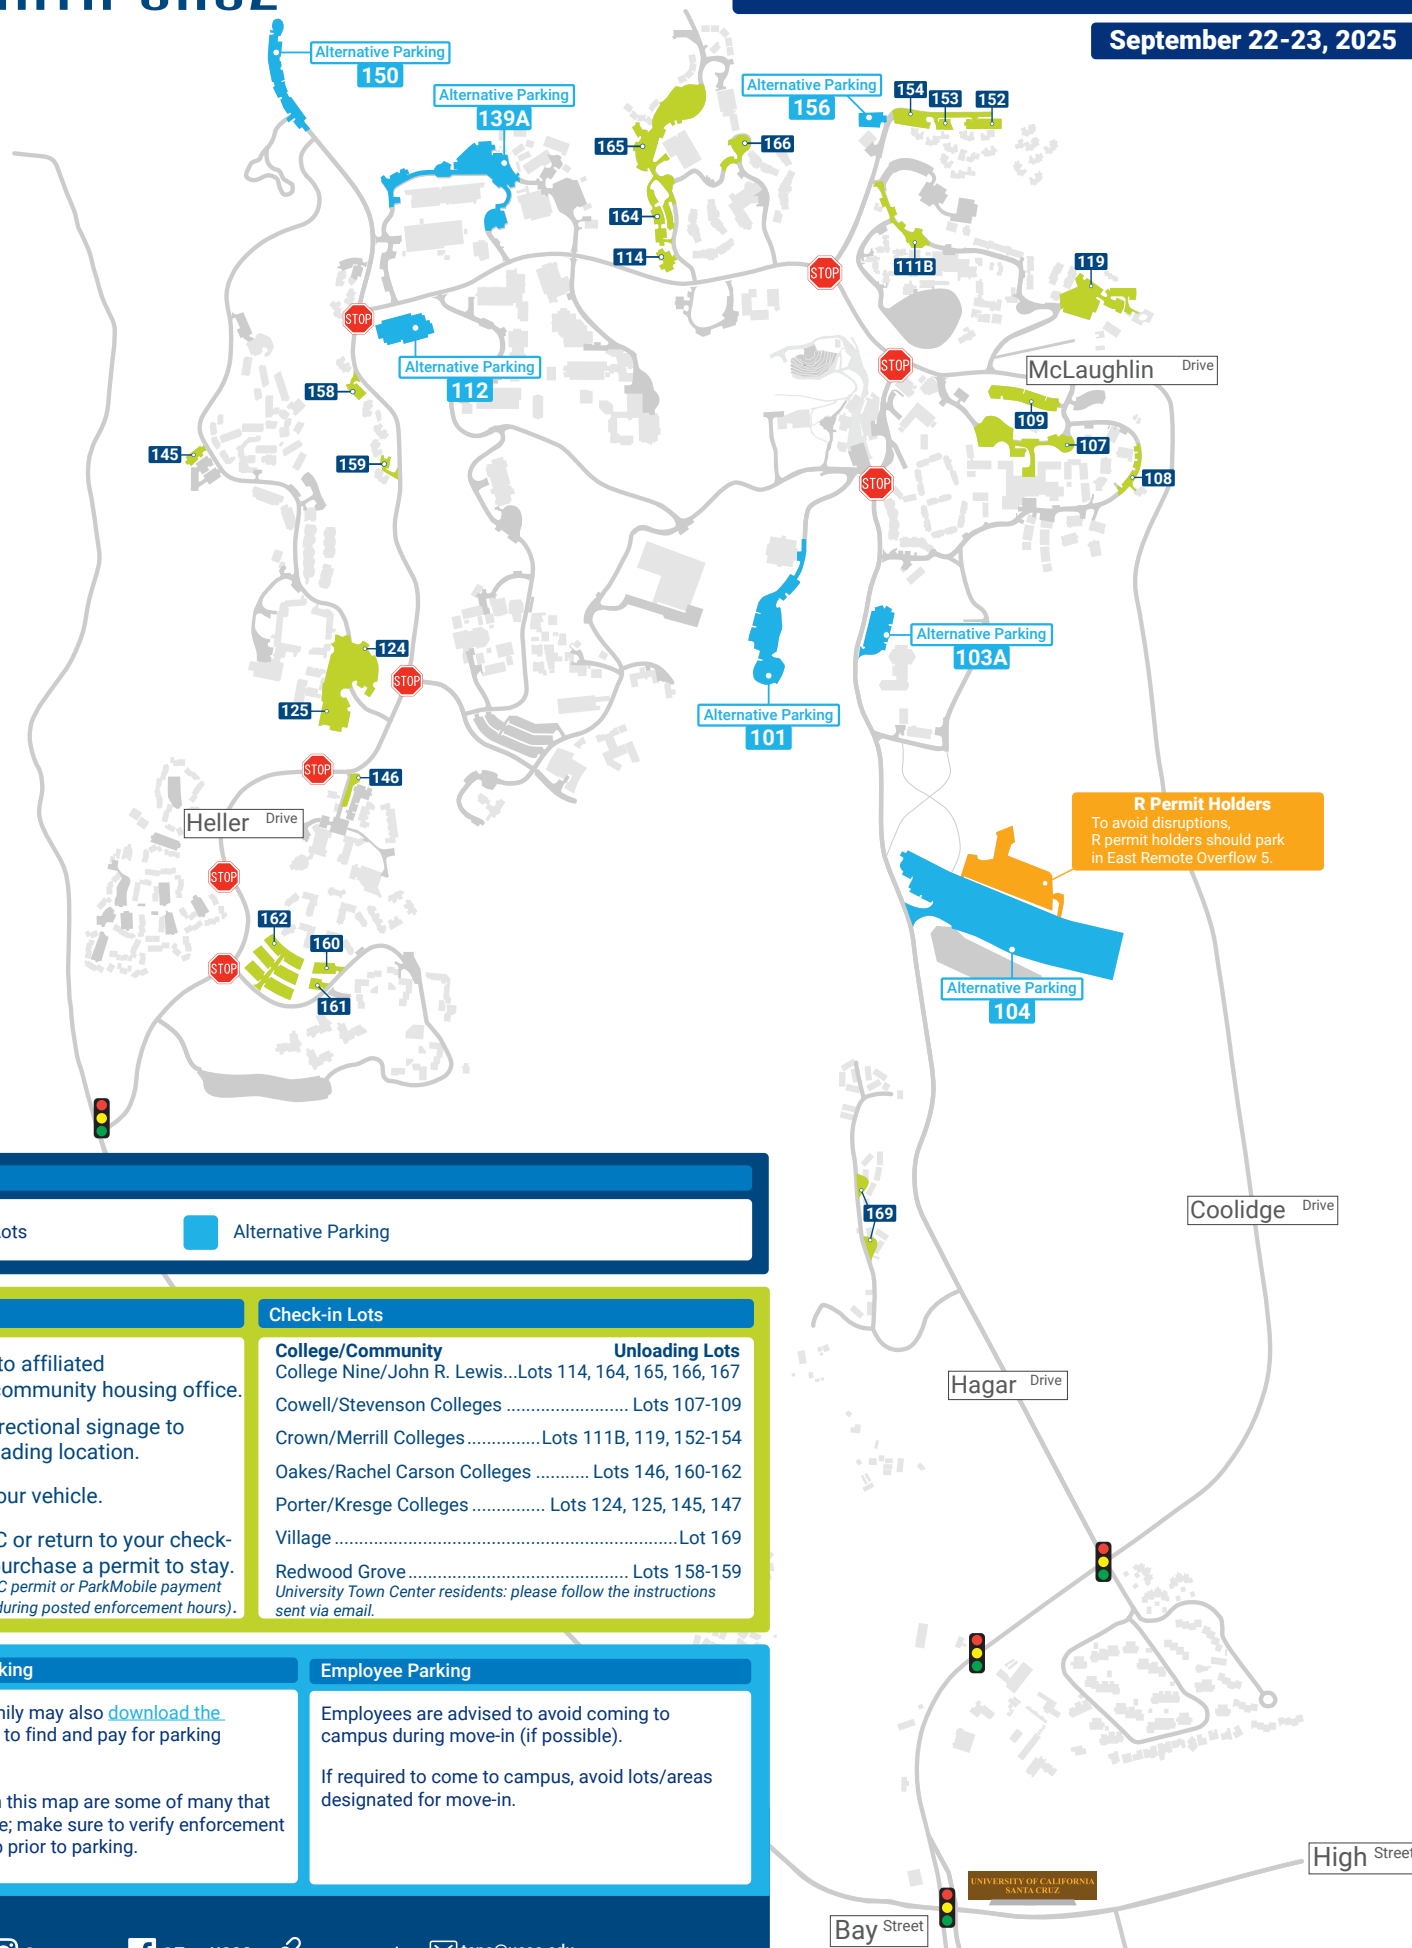 September 22-23, 2025
Alternative Parking
150
Alternative Parking
139A
Alternative Parking
156
154
153
152
165
166
164
114
111B
119
STOP
STOP
Alternative Parking
112
STOP
McLaughlin Drive
158
109
107
145
159
STOP
108
124
Alternative Parking
103A
STOP
125
Alternative Parking
101
STOP
146
Heller Drive
R Permit Holders
To avoid disruptions,
R permit holders should park
in East Remote Overflow 5.
STOP
162
160
STOP
161
Alternative Parking
104
169
Coolidge Drive
Hagar Drive
ots
Alternative Parking
to affiliated
ommunity housing office.
rectional signage to
ading location.
our vehicle.
C or return to your check-
urchase a permit to stay.
C permit or ParkMobile payment
during posted enforcement hours).
Check-in Lots
College/Community Unloading Lots
College Nine/John R. Lewis...Lots 114, 164, 165, 166, 167
Cowell/Stevenson Colleges ......................... Lots 107-109
Crown/Merrill Colleges...............Lots 111B, 119, 152-154
Oakes/Rachel Carson Colleges ........... Lots 146, 160-162
Porter/Kresge Colleges ............... Lots 124, 125, 145, 147
Village ......................................................................Lot 169
Redwood Grove............................................. Lots 158-159
University Town Center residents: please follow the instructions
sent via email.
king
nily may also download the
to find and pay for parking
n this map are some of many that
e; make sure to verify enforcement
prior to parking.
Employee Parking
Employees are advised to avoid coming to
campus during move-in (if possible).
If required to come to campus, avoid lots/areas
designated for move-in.
UNIVERSITY OF CALIFORNIA
SANTA CRUZ
High Street
Bay Street